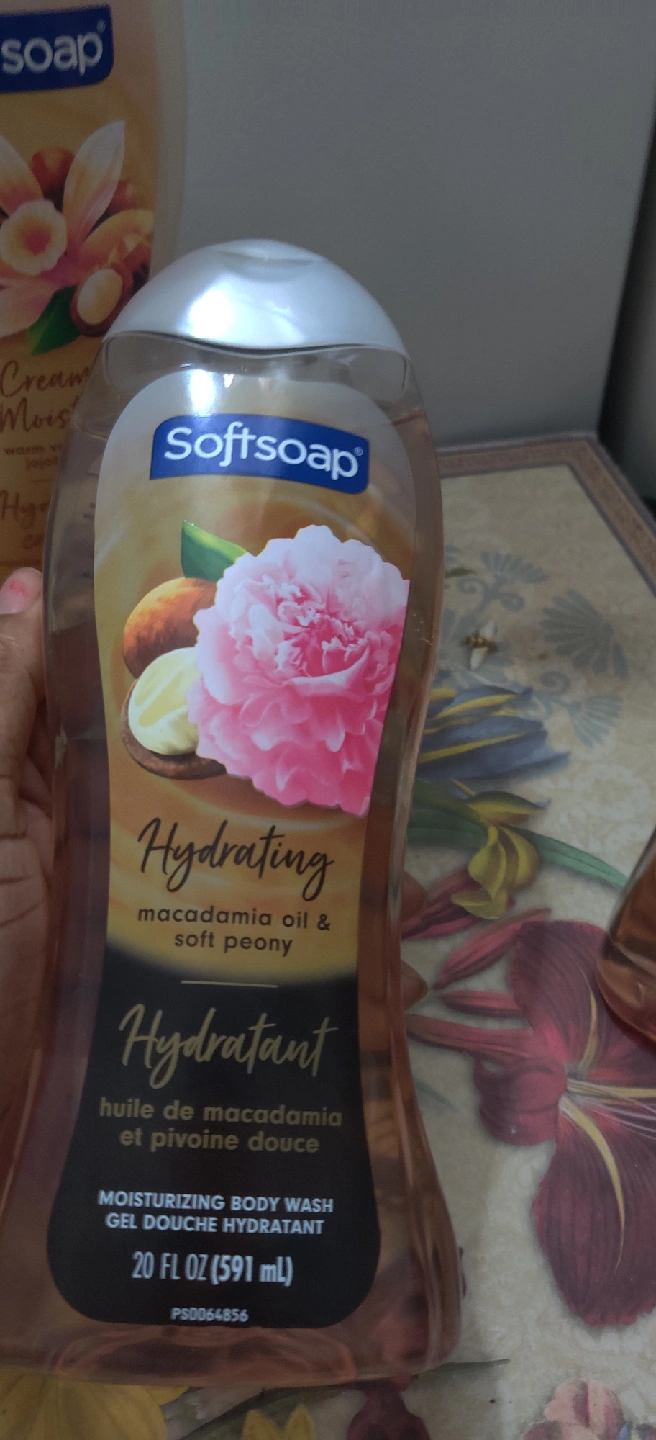 soap®
Cream
Moist
warm
Softsoap®
Hydrating
macadamia oil &
soft peony
Hydratant
huile de macadamia
et pivoine douce
MOISTURIZING BODY WASH
GEL DOUCHE HYDRATANT
20 FL OZ (591 mL)
PS0064856